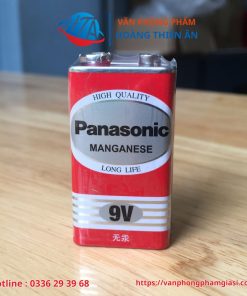 VĂN PHÒNG PHẨM
HOÀNG THIÊN ÂN
HIGH QUALITY
Panasonic
MANGANESE
LONG LIFE
9V
无汞
Hotline : 0336 29 39 68
https://vanphongphamgiasi.com